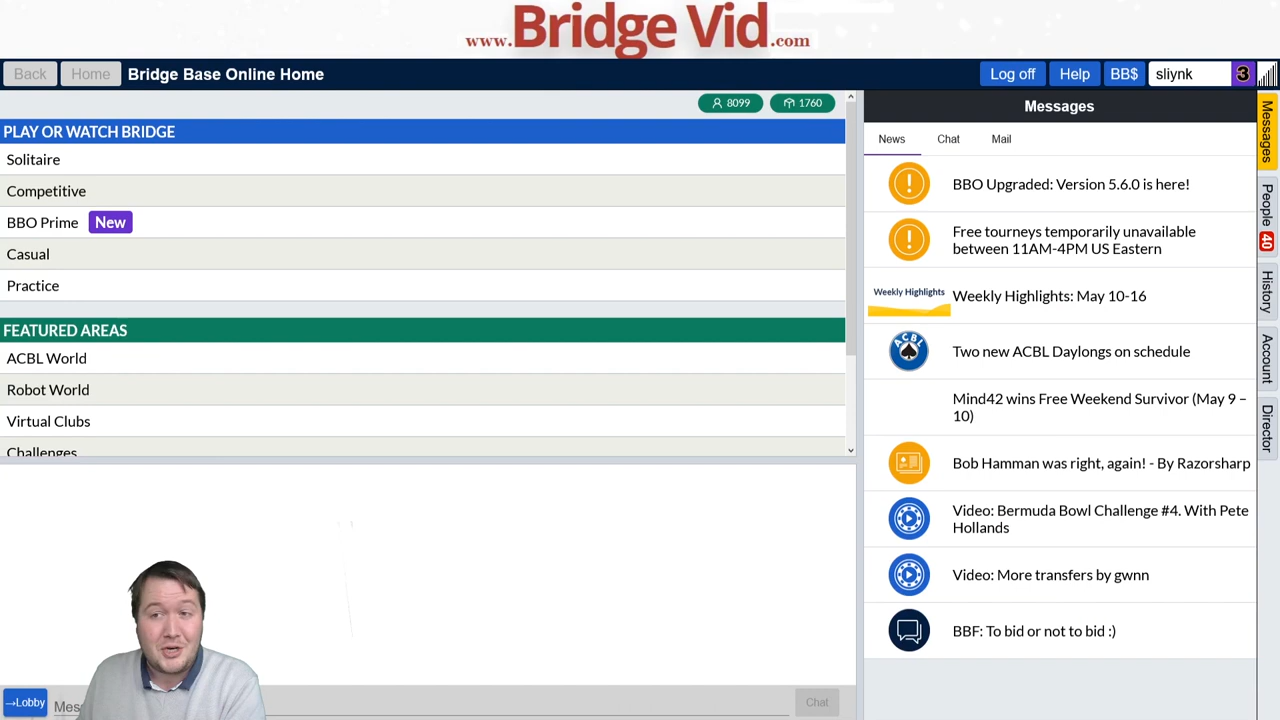 www.Bridge Vid.com
Back
Home
Bridge Base Online Home
Log off
Help
BB$
sliynk
3
8099
1760
PLAY OR WATCH BRIDGE
Solitaire
Competitive
BBO Prime New
Casual
Practice
FEATURED AREAS
ACBL World
Robot World
Virtual Clubs
Challenges
→Lobby
Mes
Chat
Messages
News
Chat
Mail
BBO Upgraded: Version 5.6.0 is here!
Free tourneys temporarily unavailable
between 11AM-4PM US Eastern
Weekly Highlights
Weekly Highlights: May 10-16
ACBL
Two new ACBL Daylongs on schedule
Mind42 wins Free Weekend Survivor (May 9 –
10)
Bob Hamman was right, again! - By Razorsharp
Video: Bermuda Bowl Challenge #4. With Pete
Hollands
Video: More transfers by gwnn
BBF: To bid or not to bid :)
Messages
People 40
History
Account
Director